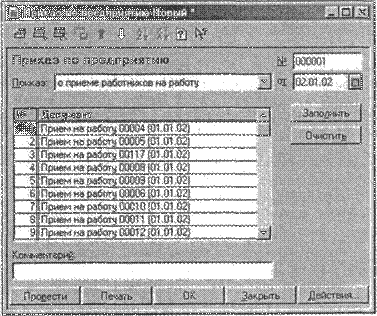 Приказ по предприятию
№ 000001
Приказ о приеме работников на работу от 02.01.02
Заполнить
Очистить
№ Документ
Прием на работу 00004 (01.01.02)
2 Прием на работу 00005 (01.01.02)
3 Прием на работу 00117 (01.01.02)
4 Прием на работу 00008 (01.01.02)
5 Прием на работу 00009 (01.01.02)
6 Прием на работу 00006 (01.01.02)
7 Прием на работу 00010 (01.01.02)
8 Прием на работу 00011 (01.01.02)
9 Прием на работу 00012 (01.01.02)
Комментарий:
Провести Печать OK Закрыть Действия...